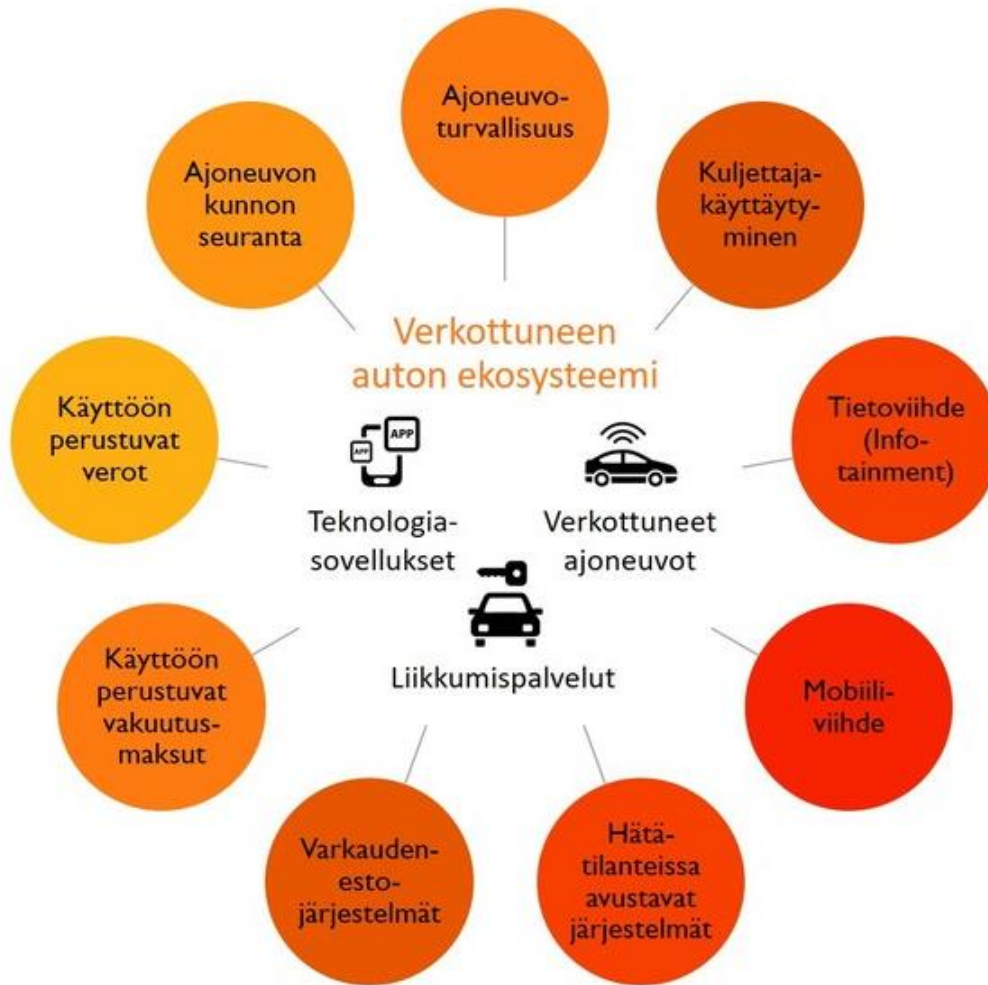 Ajoneuvo-
turvallisuus
Kuljettaja-
käyttäyty-
minen
Tietoviihde
(Info-
tainment)
Mobiili-
viihde
Hätä-
tilanteissa
avustavat
järjestelmät
Varkauden-
esto-
järjestelmät
Käyttöön
perustuvat
vakuutus-
maksut
Käyttöön
perustuvat
verot
Ajoneuvon
kunnon
seuranta
Verkottuneen
auton ekosysteemi
APP
APP
Teknologia-
sovellukset
Verkottuneet
ajoneuvot
Liikkumispalvelut